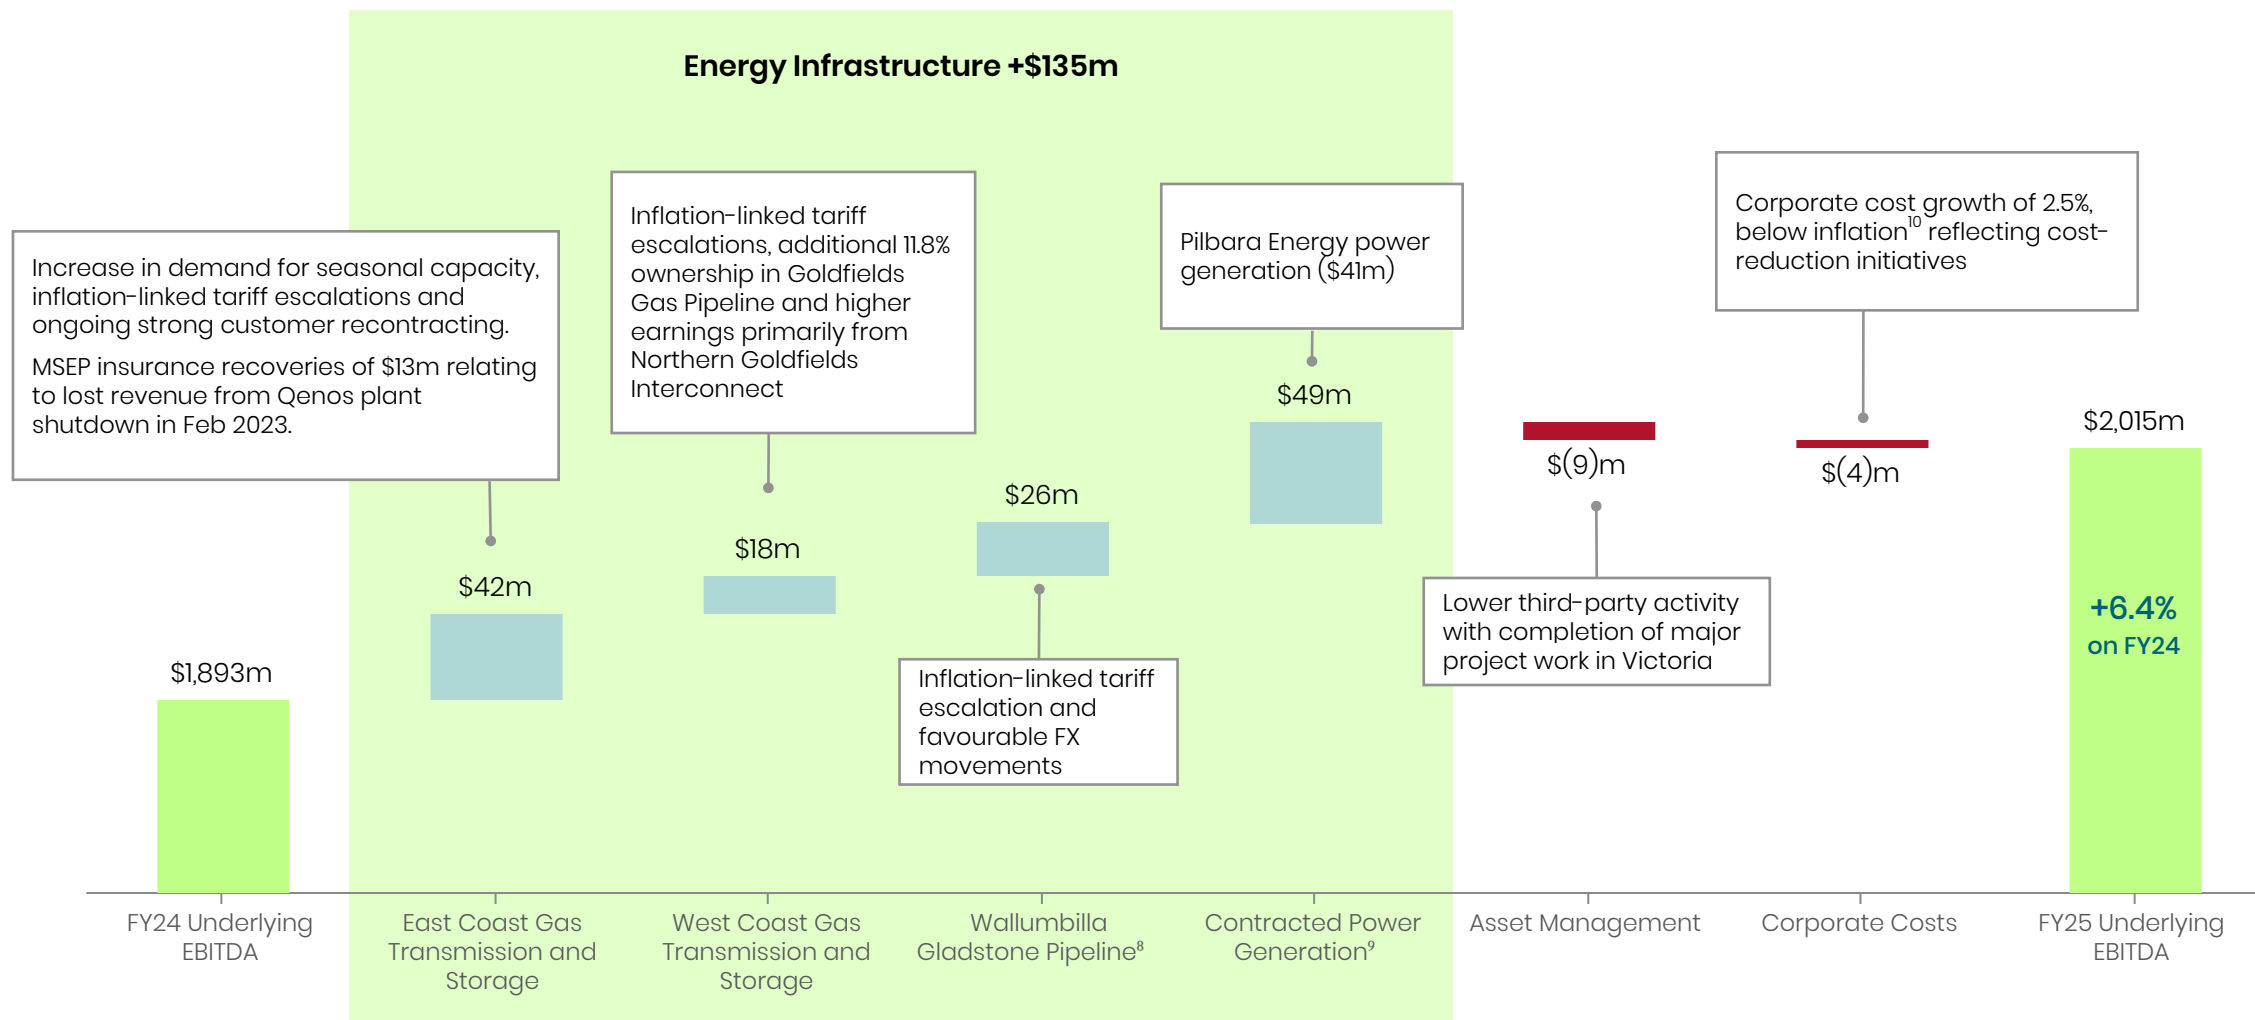 Energy Infrastructure +$135m
Increase in demand for seasonal capacity,
inflation-linked tariff escalations and
ongoing strong customer recontracting.
MSEP insurance recoveries of $13m relating
to lost revenue from Qenos plant
shutdown in Feb 2023.
Inflation-linked tariff
escalations, additional 11.8%
ownership in Goldfields
Gas Pipeline and higher
earnings primarily from
Northern Goldfields
Interconnect
Pilbara Energy power
generation ($41m)
Corporate cost growth of 2.5%,
below inflation¹⁰ reflecting cost-
reduction initiatives
$1,893m
$42m
$18m
$26m
$49m
$(9)m
$(4)m
$2,015m
+6.4%
on FY24
Inflation-linked tariff
escalation and
favourable FX
movements
Lower third-party activity
with completion of major
project work in Victoria
FY24 Underlying
EBITDA
East Coast Gas
Transmission and
Storage
West Coast Gas
Transmission and
Storage
Wallumbilla
Gladstone Pipeline⁸
Contracted Power
Generation⁹
Asset Management
Corporate Costs
FY25 Underlying
EBITDA